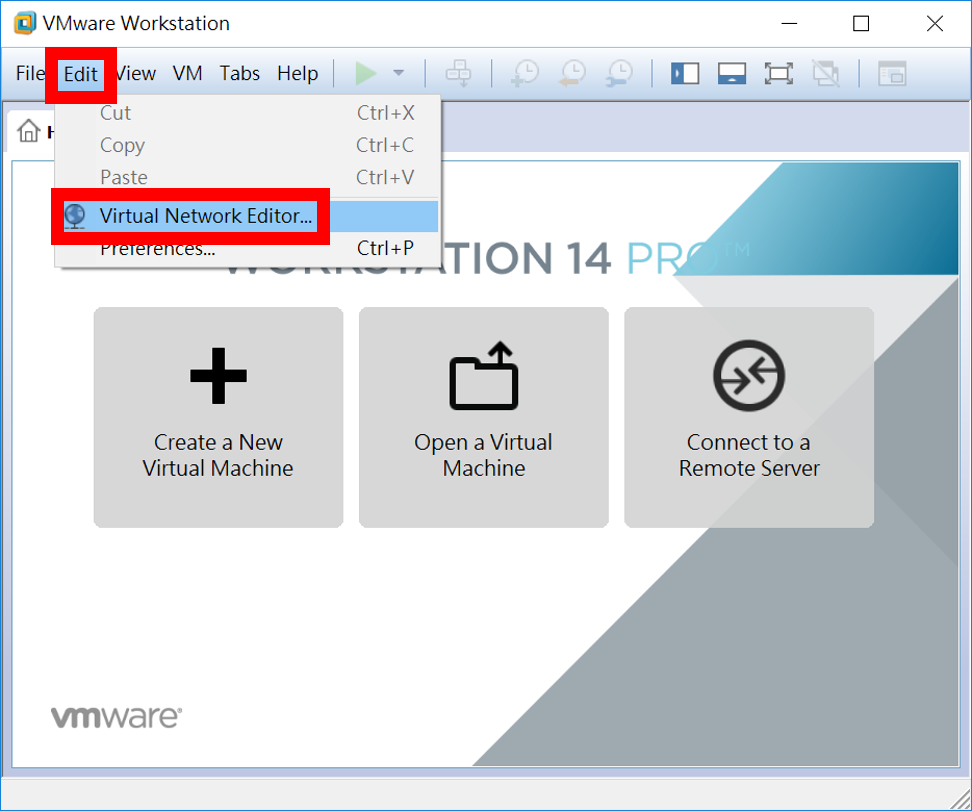 VMware Workstation
File Edit View VM Tabs Help
Cut Ctrl+X
Copy Ctrl+C
Paste Ctrl+V
Virtual Network Editor...
Preferences... Ctrl+P
WORKSTATION 14 PRO™
Create a New
Virtual Machine
Open a Virtual
Machine
Connect to a
Remote Server
vmware®